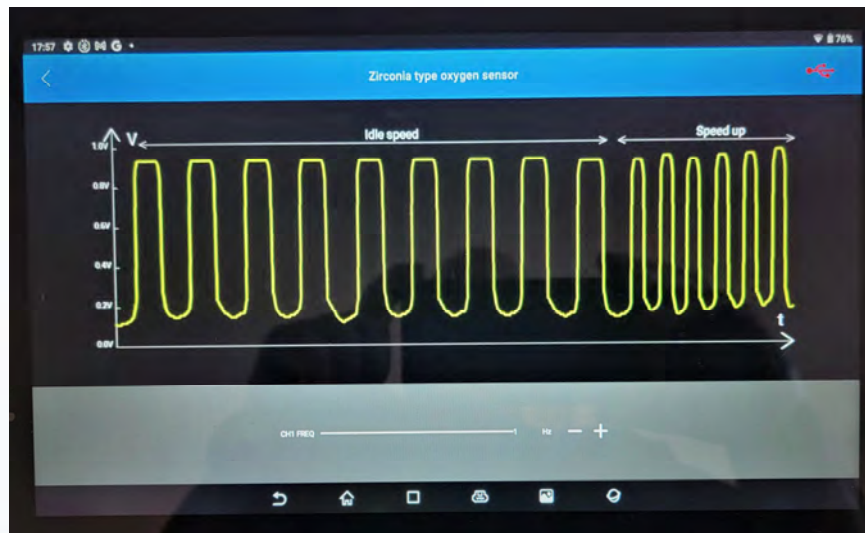 17:57 G 76%
Zirconia type oxygen sensor
V Idle speed Speed up
1.0V
0.8V
0.6V
0.4V
0.2V
t
0.0V
CH1 FREQ 1 Hz − +